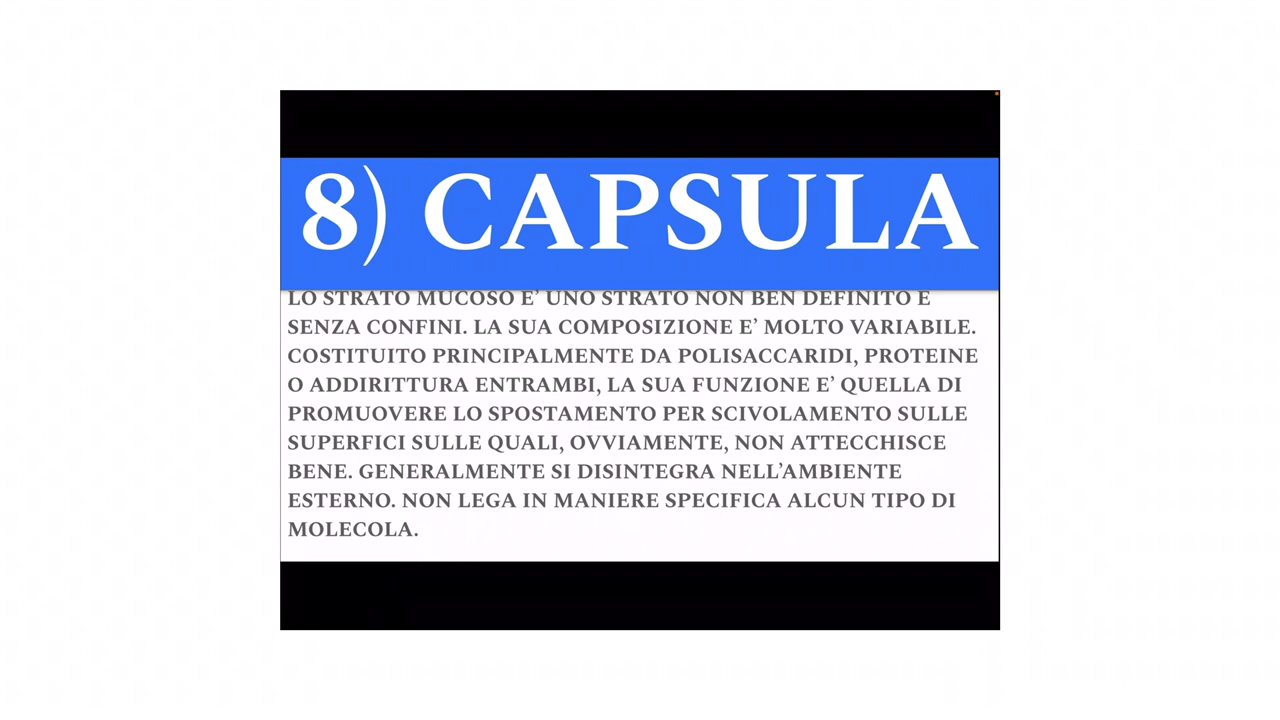 8) CAPSULA
LO STRATO MUCOSO E' UNO STRATO NON BEN DEFINITO E
SENZA CONFINI. LA SUA COMPOSIZIONE E' MOLTO VARIABILE.
COSTITUITO PRINCIPALMENTE DA POLISACCARIDI, PROTEINE
O ADDIRITTURA ENTRAMBI, LA SUA FUNZIONE E' QUELLA DI
PROMUOVERE LO SPOSTAMENTO PER SCIVOLAMENTO SULLE
SUPERFICI SULLE QUALI, OVVIAMENTE, NON ATTECCHISCE
BENE. GENERALMENTE SI DISINTEGRA NELL'AMBIENTE
ESTERNO. NON LEGA IN MANIERE SPECIFICA ALCUN TIPO DI
MOLECOLA.